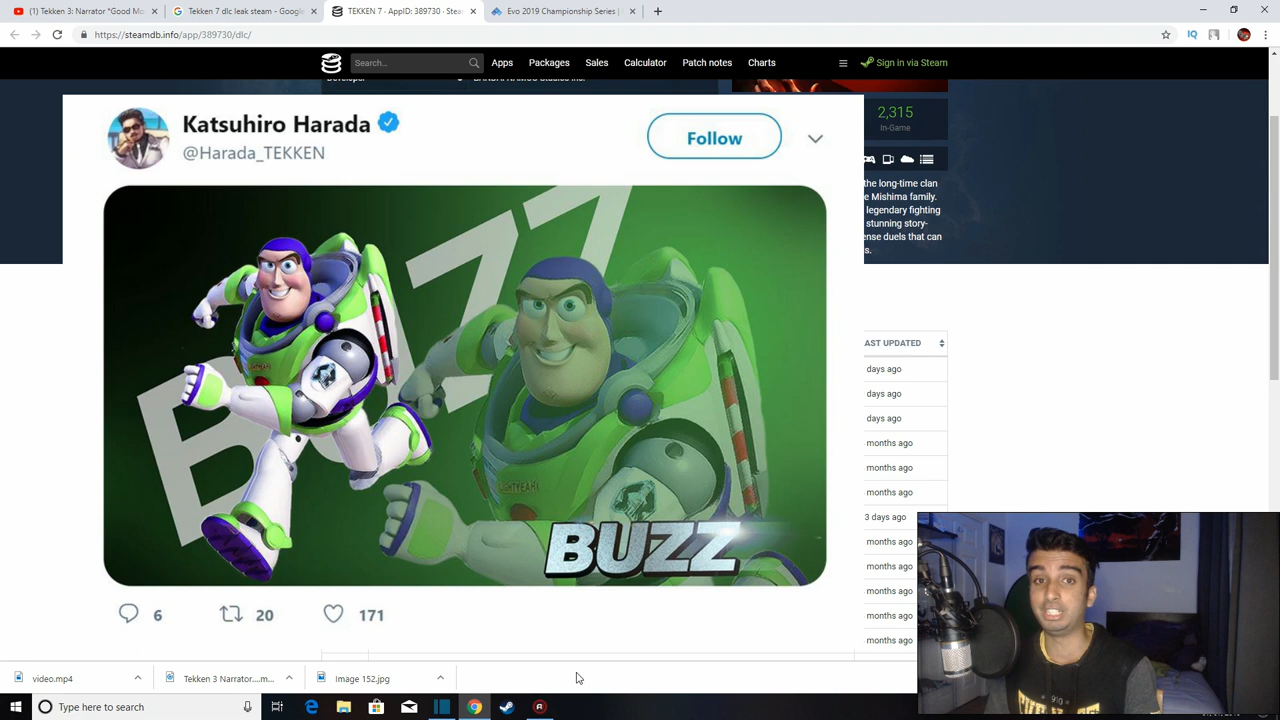 (1) Tekken 3: Narrator "Good Mo
Tekken 7 dlc leak steam - Google
TEKKEN 7 · AppID: 389730 · Stea
Evo 2019 Championship Series |
https://steamdb.info/app/389730/dlc/
IQ
Search...
Apps
Packages
Sales
Calculator
Patch notes
Charts
Sign in via Steam
2,315
In-Game
Katsuhiro Harada
@Harada_TEKKEN
Follow
the long-time clan
e Mishima family.
legendary fighting
stunning story-
ense duels that can
s.
BUZZ
BUZZ
LIGHTYEAR
AST UPDATED
days ago
days ago
days ago
months ago
months ago
months ago
3 days ago
months ago
months ago
months ago
months ago
months ago
6
20
171
video.mp4
Tekken 3 Narrator....m...
Image 152.jpg
Type here to search